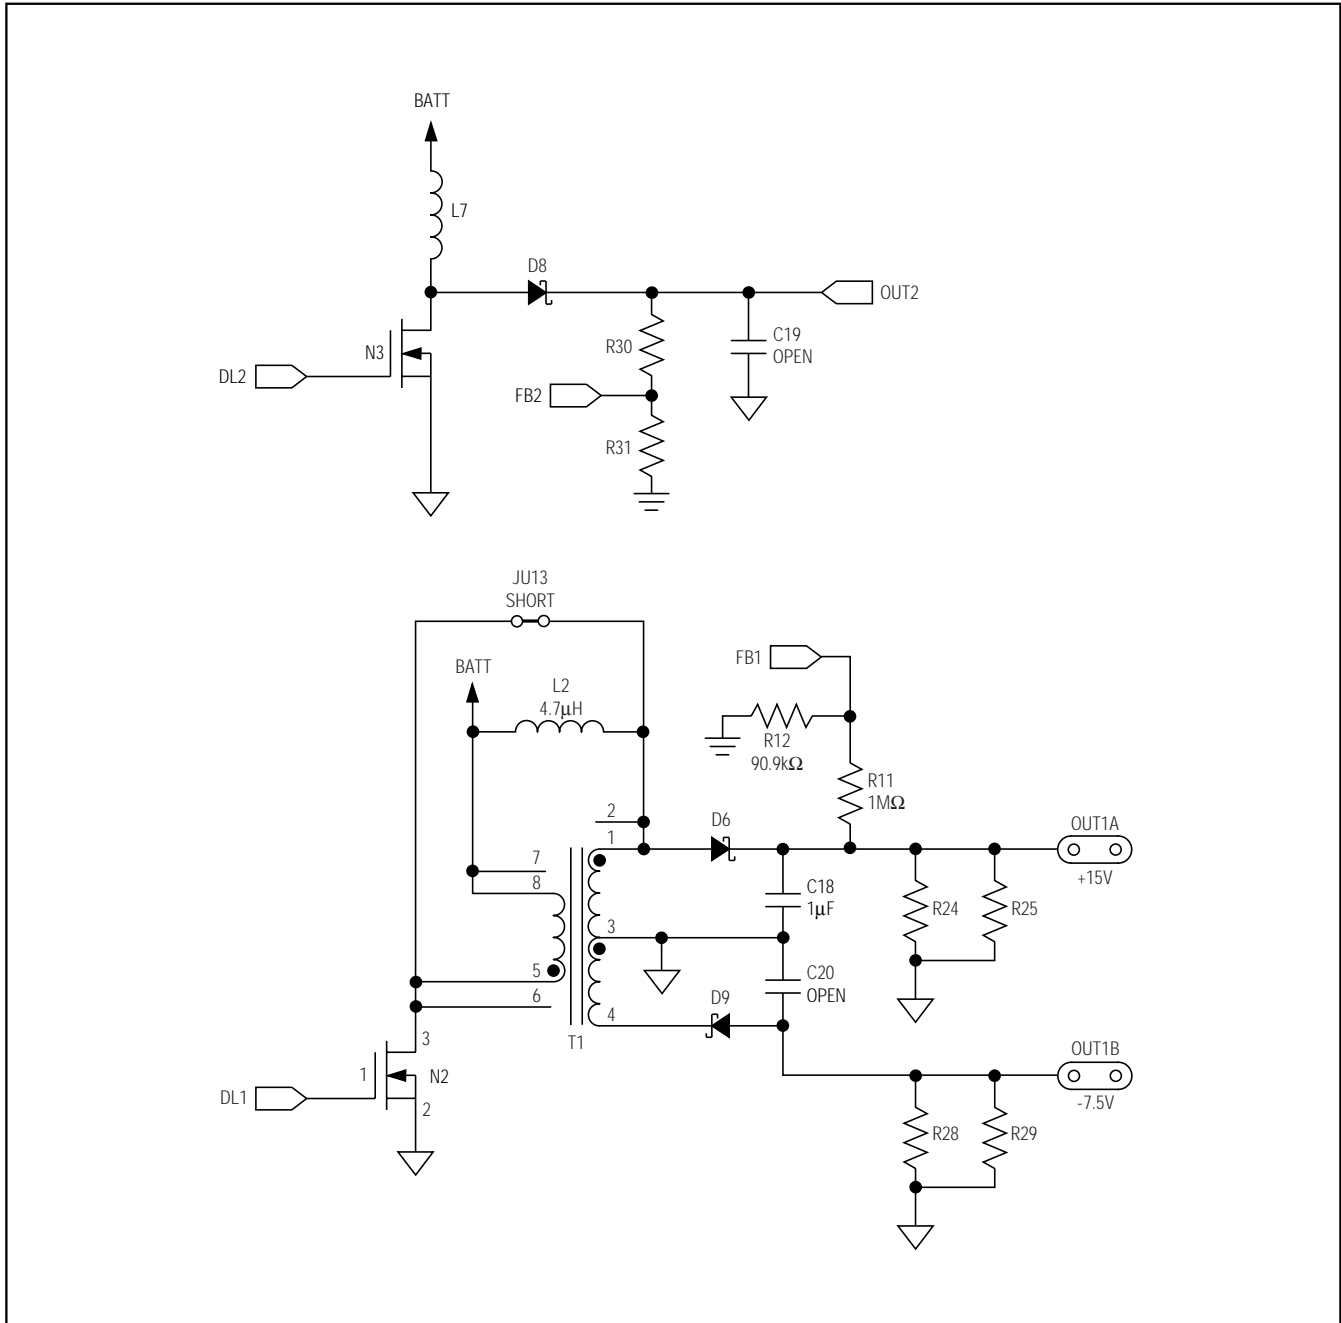 BATT
L7
D8
OUT2
C19
OPEN
R30
N3
DL2
FB2
R31
JU13
SHORT
FB1
BATT
L2
4.7μH
R12
90.9kΩ
R11
1MΩ
2
D6
OUT1A
1
+15V
7
8
C18
1μF
R24
R25
3
5
C20
OPEN
6
D9
4
T1
3
OUT1B
1
N2
DL1
2
-7.5V
R28
R29